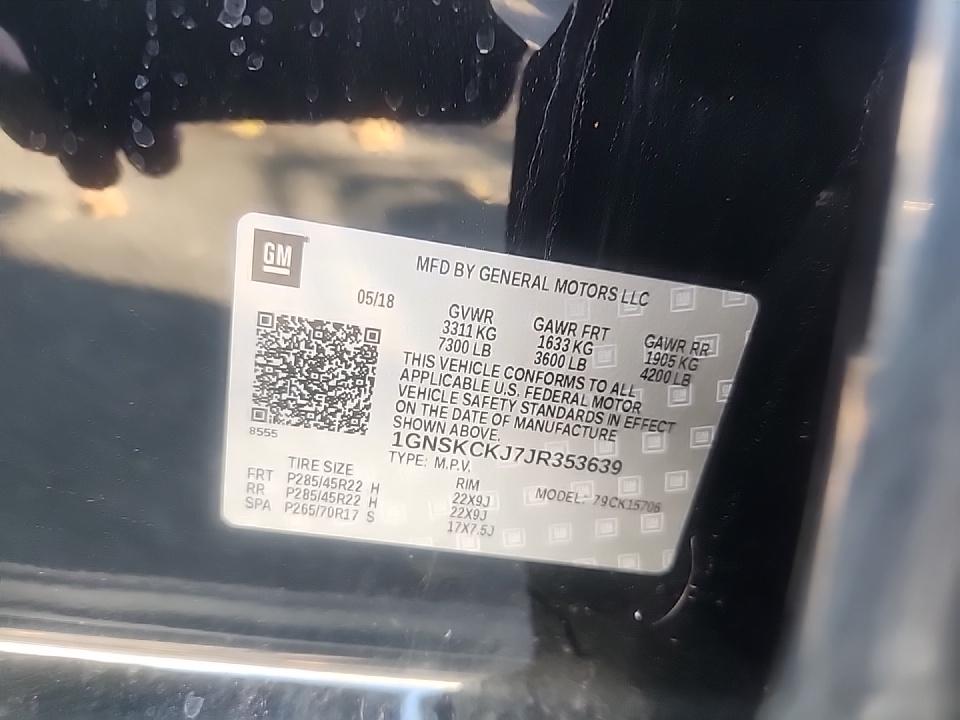 GM
MFD BY GENERAL MOTORS LLC
05/18
GVWR GAWR FRT GAWR RR
3311 KG 1633 KG 1905 KG
7300 LB 3600 LB 4200 LB
THIS VEHICLE CONFORMS TO ALL
APPLICABLE U.S. FEDERAL MOTOR
VEHICLE SAFETY STANDARDS IN EFFECT
ON THE DATE OF MANUFACTURE
SHOWN ABOVE.
8555
1GNSKCKJ7JR353639
TYPE: M.P.V.
MODEL: 79CK15706
TIRE SIZE RIM
FRT P285/45R22 H 22X9J
RR P285/45R22 H 22X9J
SPA P265/70R17 S 17X7.5J